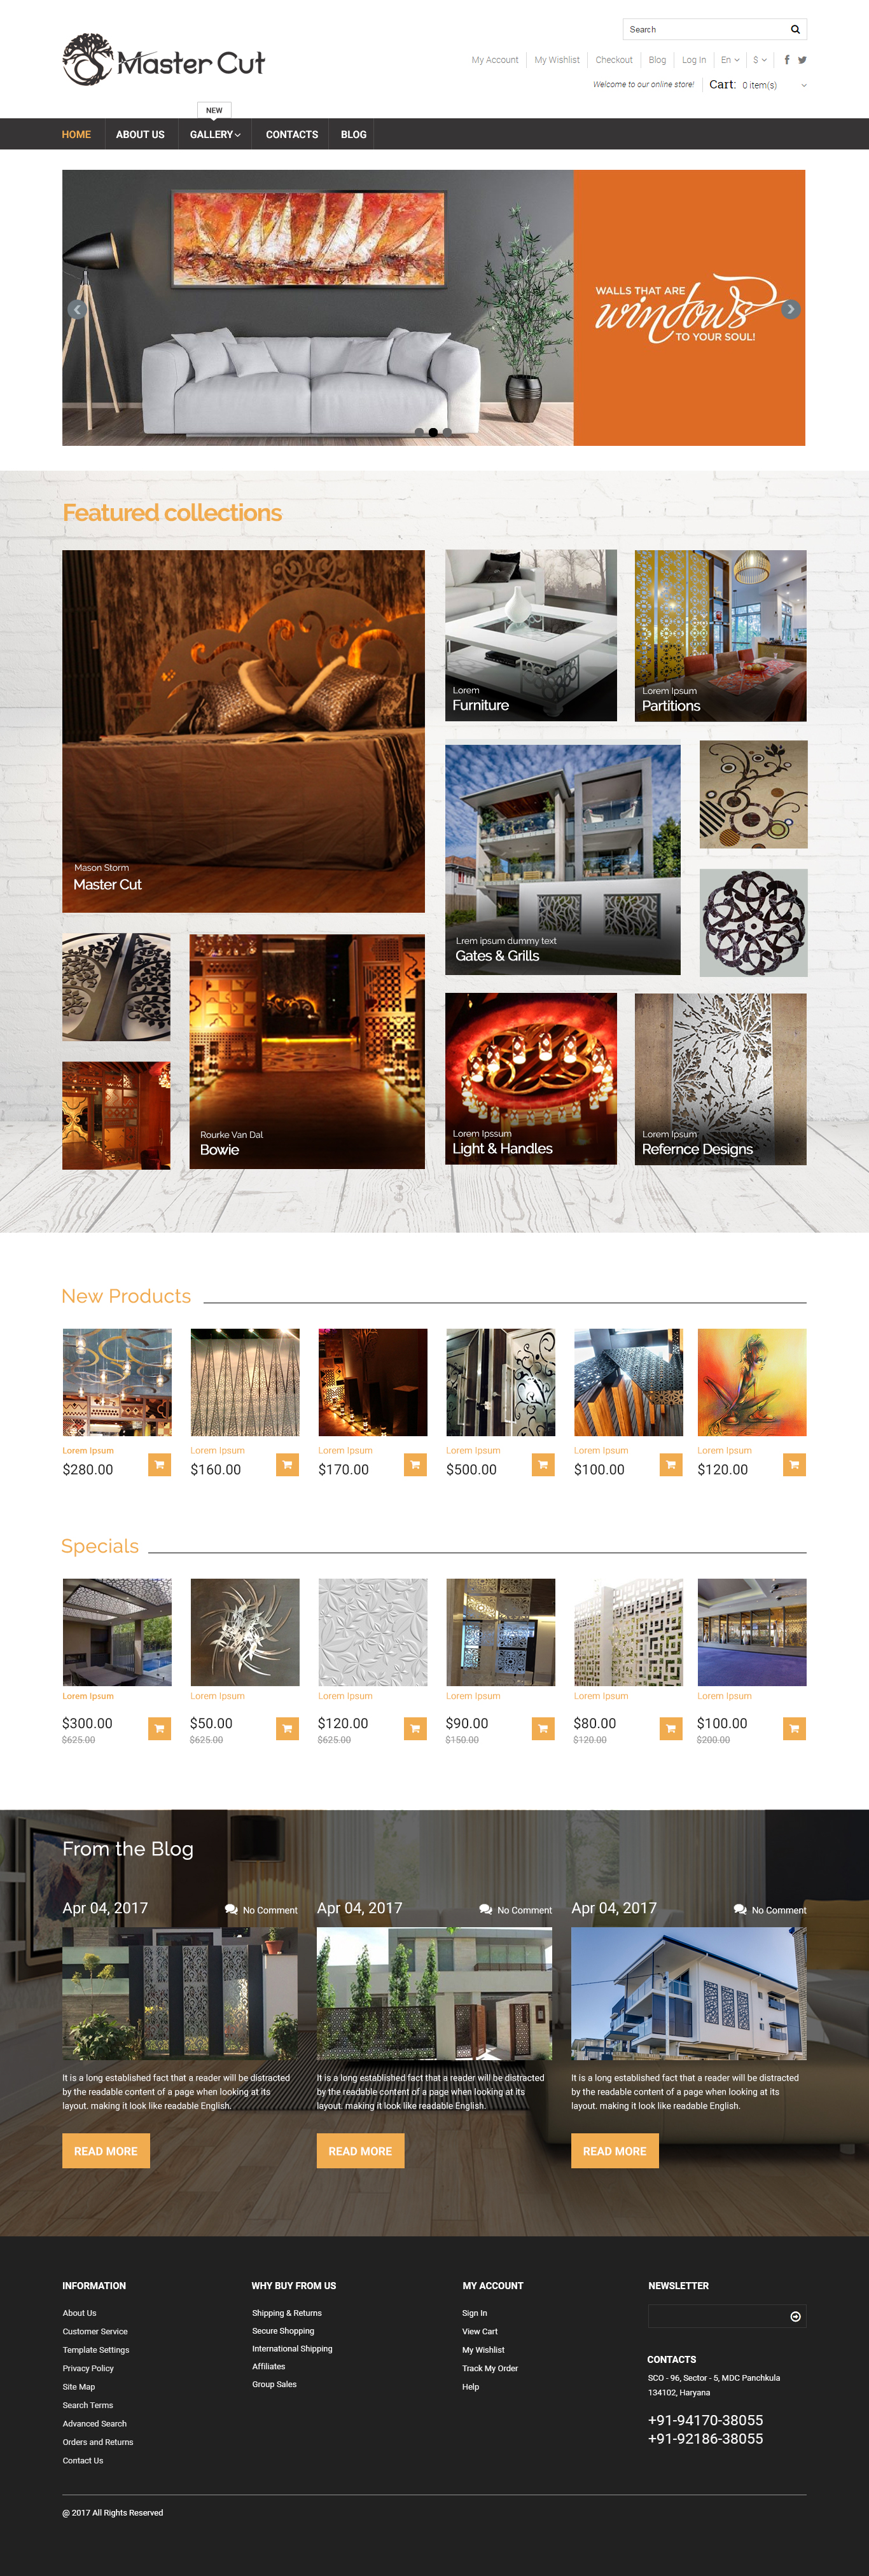 Search
Master Cut
My Account My Wishlist Checkout Blog Log In En $
Welcome to our online store! Cart: 0 item(s)
NEW
HOME ABOUT US GALLERY CONTACTS BLOG
WALLS THAT ARE
windows
TO YOUR SOUL!
Featured collections
Mason Storm
Master Cut
Lorem
Furniture
Lorem Ipsum
Partitions
Lrem ipsum dummy text
Gates & Grills
Rourke Van Dal
Bowie
Lorem Ipssum
Light & Handles
Lorem Ipsum
Refernce Designs
New Products
Lorem Ipsum Lorem Ipsum Lorem Ipsum Lorem Ipsum Lorem Ipsum Lorem Ipsum
$280.00 $160.00 $170.00 $500.00 $100.00 $120.00
Specials
Lorem Ipsum Lorem Ipsum Lorem Ipsum Lorem Ipsum Lorem Ipsum Lorem Ipsum
$300.00 $50.00 $120.00 $90.00 $80.00 $100.00
$625.00 $625.00 $625.00 $150.00 $120.00 $200.00
From the Blog
Apr 04, 2017 No Comment
It is a long established fact that a reader will be distracted
by the readable content of a page when looking at its
layout. making it look like readable English.
READ MORE
Apr 04, 2017 No Comment
It is a long established fact that a reader will be distracted
by the readable content of a page when looking at its
layout. making it look like readable English.
READ MORE
Apr 04, 2017 No Comment
It is a long established fact that a reader will be distracted
by the readable content of a page when looking at its
layout. making it look like readable English.
READ MORE
INFORMATION
About Us
Customer Service
Template Settings
Privacy Policy
Site Map
Search Terms
Advanced Search
Orders and Returns
Contact Us
WHY BUY FROM US
Shipping & Returns
Secure Shopping
International Shipping
Affiliates
Group Sales
MY ACCOUNT
Sign In
View Cart
My Wishlist
Track My Order
Help
NEWSLETTER
CONTACTS
SCO - 96, Sector - 5, MDC Panchkula
134102, Haryana
+91-94170-38055
+91-92186-38055
@ 2017 All Rights Reserved